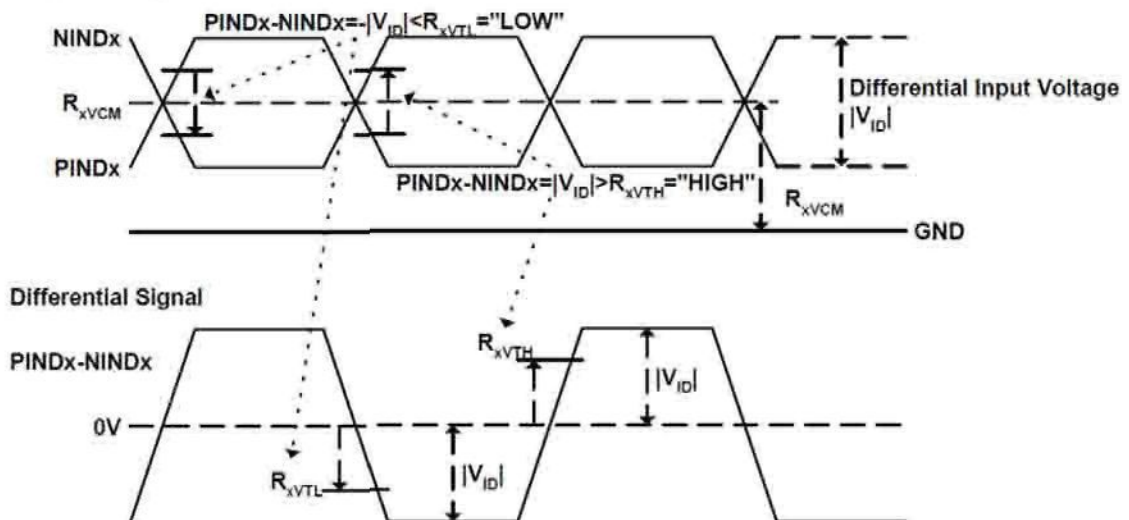 PINDx-NINDx=-|VID|<RxVTL="LOW"
NINDx
Differential Input Voltage
|VID|
RxVCM
PINDx
PINDx-NINDx=|VID|>RxVTH="HIGH"
RxVCM
GND
Differential Signal
RxVTH
PINDx-NINDx
|VID|
0V
RxVTL
|VID|